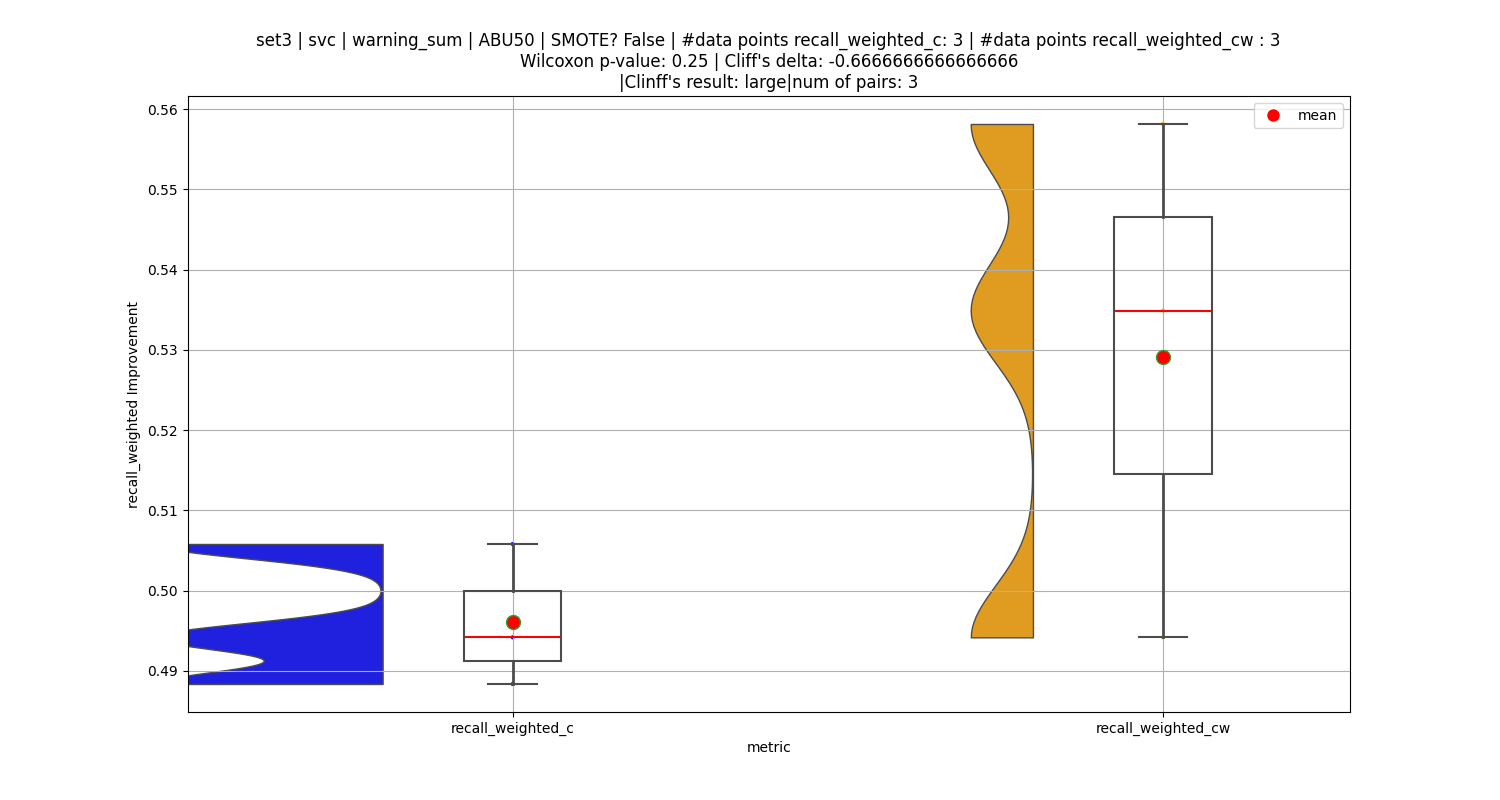 set3 | svc | warning_sum | ABU50 | SMOTE? False | #data points recall_weighted_c: 3 | #data points recall_weighted_cw : 3
Wilcoxon p-value: 0.25 | Cliff's delta: -0.6666666666666666
|Clinff's result: large|num of pairs: 3
mean
recall_weighted Improvement
0.56
0.55
0.54
0.53
0.52
0.51
0.50
0.49
recall_weighted_c
recall_weighted_cw
metric